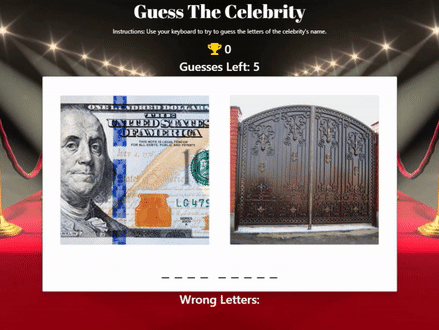 Guess The Celebrity
Instructions: Use your keyboard to try to guess the letters of the celebrity's name.
0
Guesses Left: 5
ONE HUNDRED DOLLARS
THE
UNITED STATES
OF AMERICA
THIS NOTE IS LEGAL TENDER
FOR ALL DEBTS, PUBLIC AND PRIVATE
LG479
_ _ _ _ _ _ _ _ _
Wrong Letters: